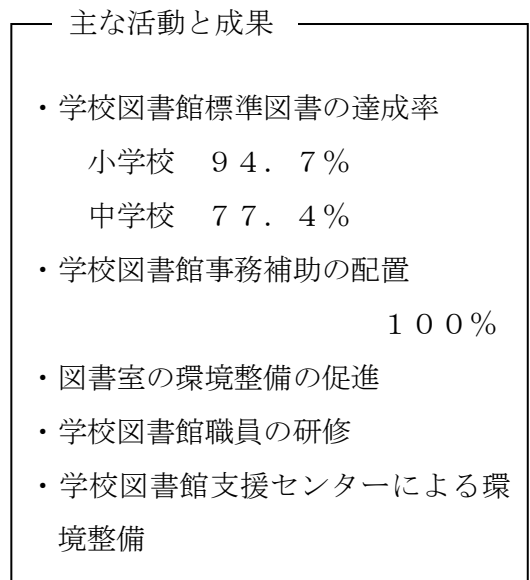 主な活動と成果
・学校図書館標準図書の達成率
小学校　９４．７％
中学校　７７．４％
・学校図書館事務補助の配置
１００％
・図書室の環境整備の促進
・学校図書館職員の研修
・学校図書館支援センターによる環
境整備